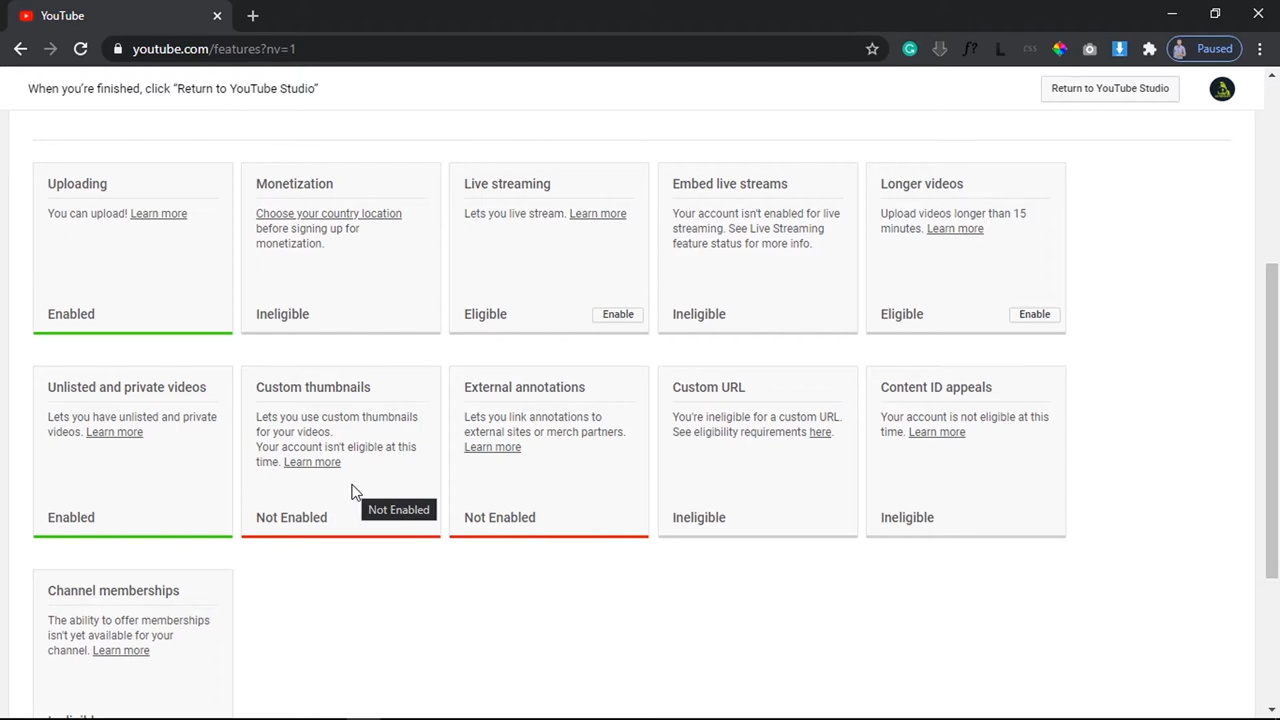 YouTube
youtube.com/features?nv=1
f?
L
CSS
Paused
When you're finished, click "Return to YouTube Studio"
Return to YouTube Studio
Uploading
You can upload! Learn more
Enabled
Monetization
Choose your country location
before signing up for
monetization.
Ineligible
Live streaming
Lets you live stream. Learn more
Eligible
Enable
Embed live streams
Your account isn't enabled for live
streaming. See Live Streaming
feature status for more info.
Ineligible
Longer videos
Upload videos longer than 15
minutes. Learn more
Eligible
Enable
Unlisted and private videos
Lets you have unlisted and private
videos. Learn more
Enabled
Custom thumbnails
Lets you use custom thumbnails
for your videos.
Your account isn't eligible at this
time. Learn more
Not Enabled
Not Enabled
External annotations
Lets you link annotations to
external sites or merch partners.
Learn more
Not Enabled
Custom URL
You're ineligible for a custom URL.
See eligibility requirements here.
Ineligible
Content ID appeals
Your account is not eligible at this
time. Learn more
Ineligible
Channel memberships
The ability to offer memberships
isn't yet available for your
channel. Learn more